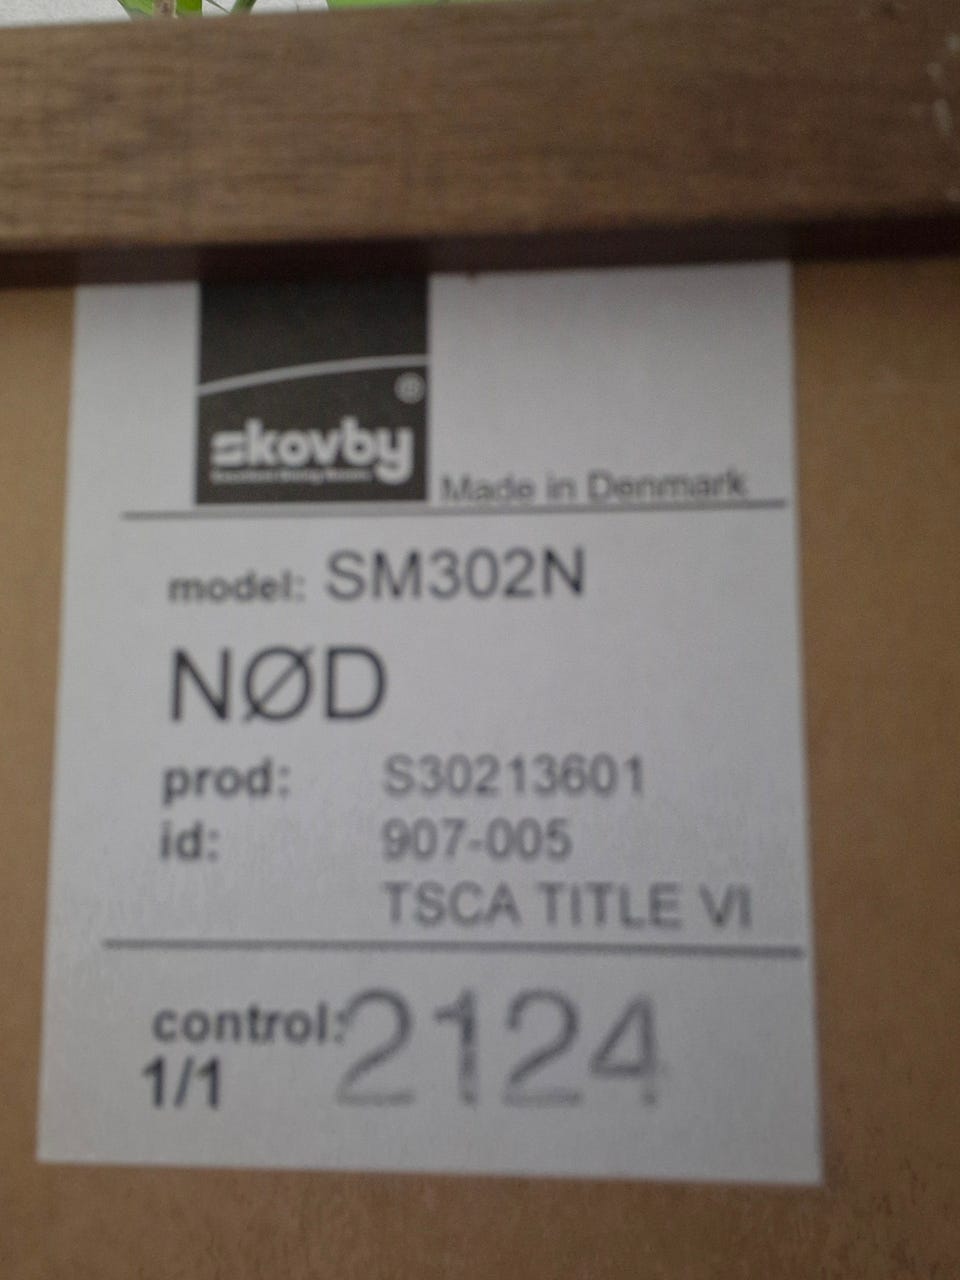 skovby ®
Made in Denmark
model: SM302N
NØD
prod: S30213601
id: 907-005
TSCA TITLE VI
control: 2124
1/1